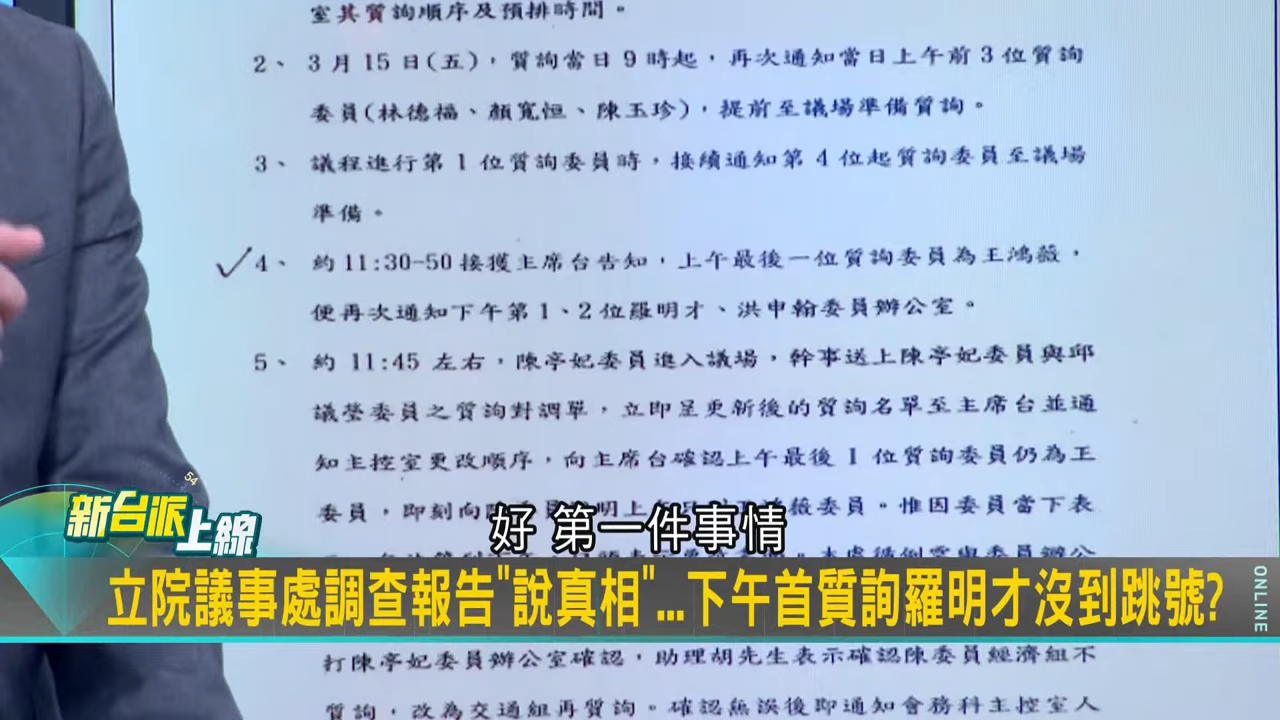 室其質詢順序及預排時間。
2、3月15日(五)，質詢當日9時起，再次通知當日上午前3位質詢
委員(林德福、顏寬恒、陳玉珍)，提前至議場準備質詢。
3、議程進行第1位質詢委員時，接續通知第4位起質詢委員至議場
準備。
4、約11:30-50接獲主席台告知，上午最後一位質詢委員為王鴻薇，
便再次通知下午第1、2位羅明才、洪申翰委員辦公室。
5、約11:45左右，陳亭妃委員進入議場，幹事送上陳亭妃委員與邱
議瑩委員之質詢對調單，立即呈更新後的質詢名單至主席台並通
知主控室更改順序，向主席台確認上午最後1位質詢委員仍為王
委員，即刻向 薇委員。惟因委員當下表
好 第一件事情
54
新台派上線
立院議事處調查報告"說真相"...下午首質詢羅明才沒到跳號?
ONLINE
打陳亭妃委員辦公室確認，助理胡先生表示確認陳委員經濟組不
質詢，改為交通組再質詢。確認無誤後即通知會務科主控室人